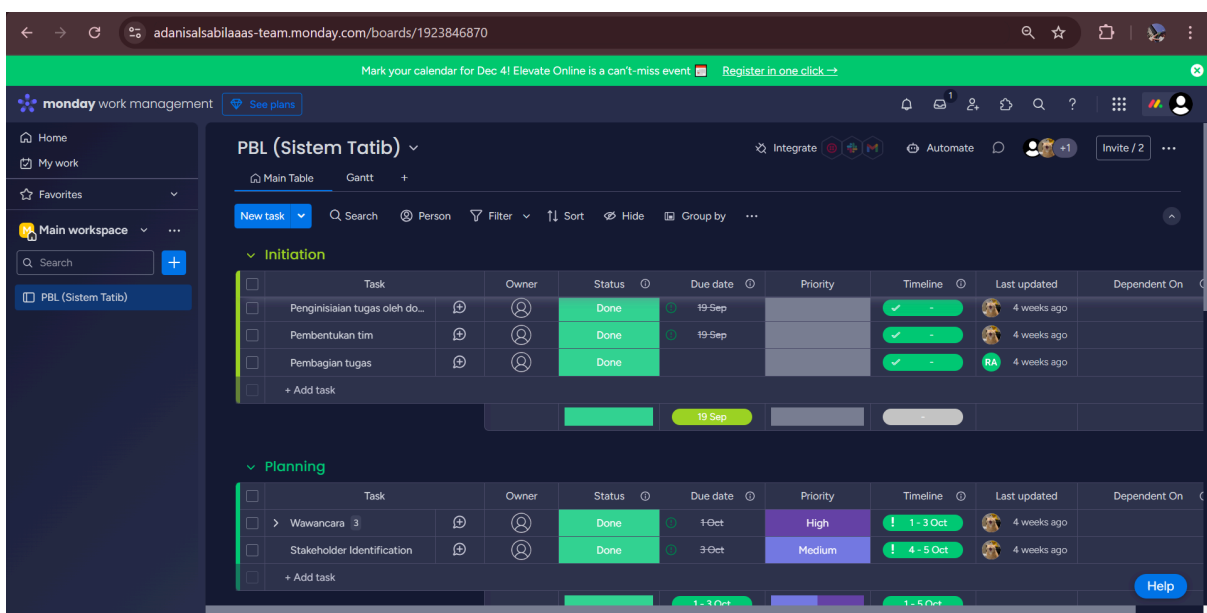 adanisalsabilaaas-team.monday.com/boards/1923846870
Mark your calendar for Dec 4! Elevate Online is a can't-miss event Register in one click →
monday work management See plans 1 ?
Home
My work
Favorites
M Main workspace
Search +
PBL (Sistem Tatib)
PBL (Sistem Tatib) Integrate Automate +1 Invite / 2
Main Table Gantt +
New task Search Person Filter Sort Hide Group by
Initiation
Task Owner Status Due date Priority Timeline Last updated Dependent On
Penginisiaian tugas oleh do... Done 19 Sep - 4 weeks ago
Pembentukan tim Done 19 Sep - 4 weeks ago
Pembagian tugas Done - RA 4 weeks ago
+ Add task
19 Sep -
Planning
Task Owner Status Due date Priority Timeline Last updated Dependent On
Wawancara 3 Done 1 Oct High ! 1 - 3 Oct 4 weeks ago
Stakeholder Identification Done 3 Oct Medium ! 4 - 5 Oct 4 weeks ago
+ Add task
1 - 3 Oct 1 - 5 Oct
Help